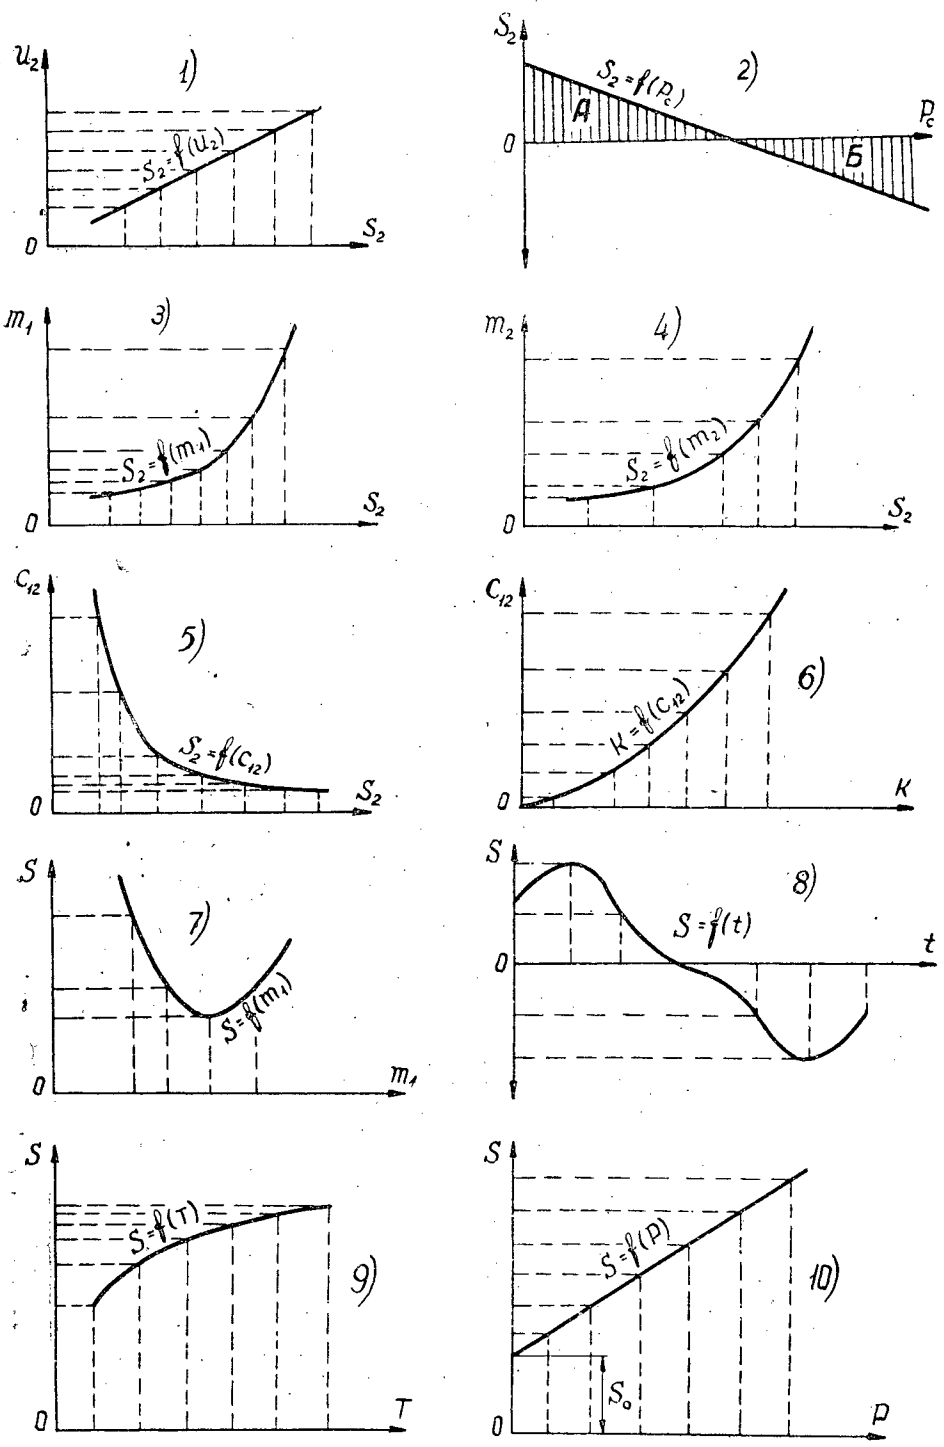 1)
U₂
S₂=f(U₂)
0
S₂
2)
S₂
S₂=f(Pc)
A
Pc
0
Б
3)
m₁
S₂=f(m₁)
0
S₂
4)
m₂
S₂=f(m₂)
0
S₂
5)
C₁₂
S₂=f(C₁₂)
0
S₂
6)
C₁₂
K=f(C₁₂)
0
K
7)
S
S=f(m₁)
0
m₁
8)
S
S=f(t)
0
t
9)
S
S=f(T)
0
T
10)
S
S=f(P)
S₀
0
P